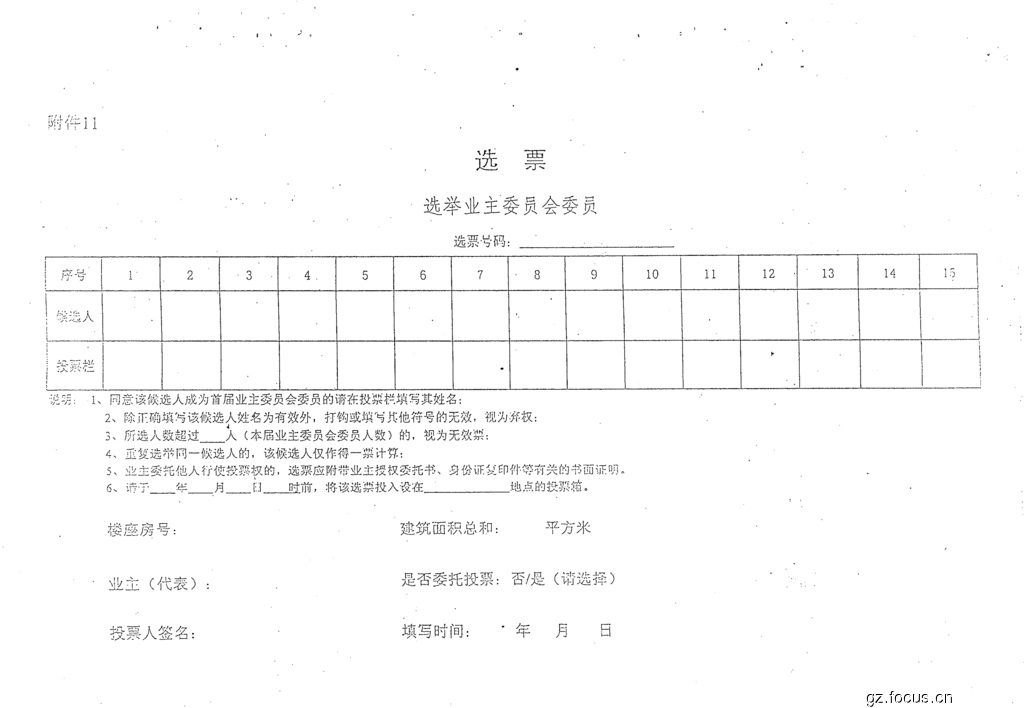 附件11
选 票
选举业主委员会委员
选票号码：____________
序号 1 2 3 4 5 6 7 8 9 10 11 12 13 14 15
候选人
投票栏
说明：1、同意该候选人成为首届业主委员会委员的请在投票栏填写其姓名；
2、除正确填写该候选人姓名为有效外，打钩或填写其他符号的无效，视为弃权；
3、所选人数超过____人（本届业主委员会委员人数）的，视为无效票；
4、重复选举同一候选人的，该候选人仅作得一票计算；
5、业主委托他人行使投票权的，选票应附带业主授权委托书、身份证复印件等有关的书面证明。
6、请于____年____月____日____时前，将该选票投入设在____________地点的投票箱。
楼座房号： 建筑面积总和： 平方米
业主（代表）： 是否委托投票：否/是（请选择）
投票人签名： 填写时间： 年 月 日
gz.focus.cn